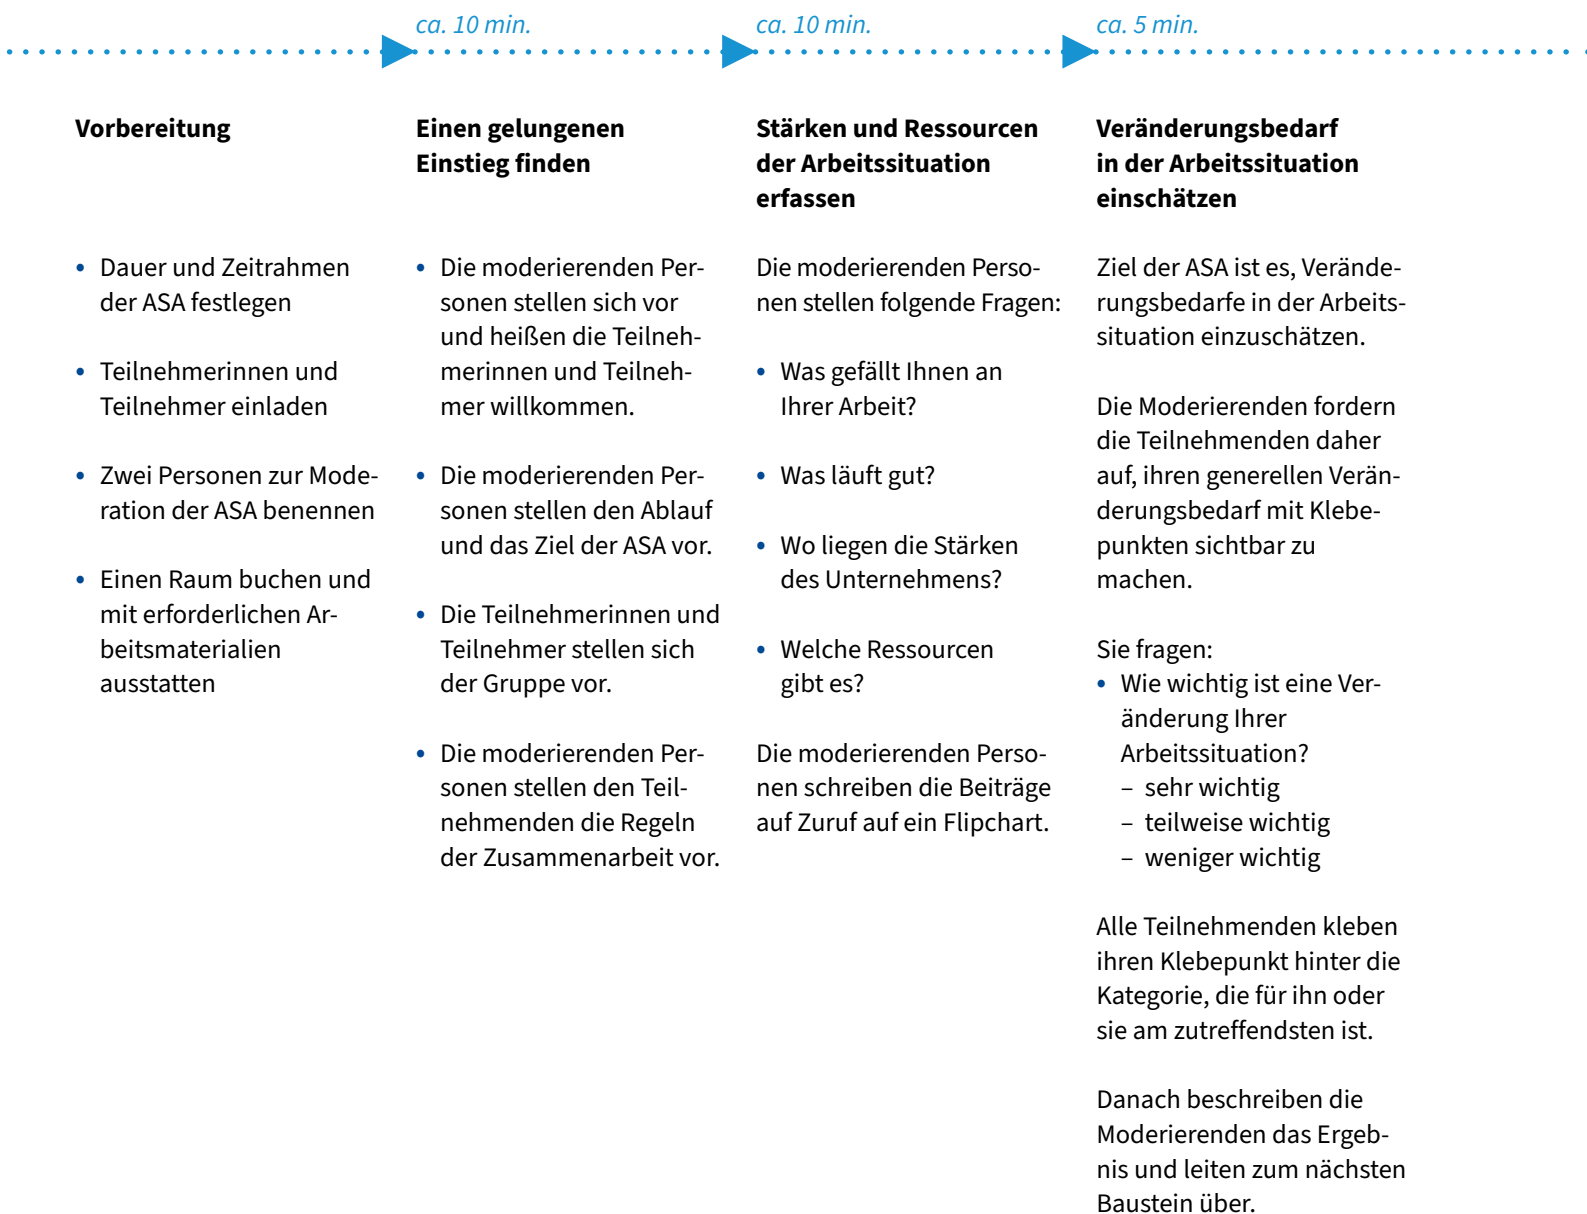 ca. 10 min.
ca. 10 min.
ca. 5 min.
Vorbereitung
• Dauer und Zeitrahmen
der ASA festlegen
• Teilnehmerinnen und
Teilnehmer einladen
• Zwei Personen zur Mode-
ration der ASA benennen
• Einen Raum buchen und
mit erforderlichen Ar-
beitsmaterialien
ausstatten
Einen gelungenen
Einstieg finden
• Die moderierenden Per-
sonen stellen sich vor
und heißen die Teilneh-
merinnen und Teilneh-
mer willkommen.
• Die moderierenden Per-
sonen stellen den Ablauf
und das Ziel der ASA vor.
• Die Teilnehmerinnen und
Teilnehmer stellen sich
der Gruppe vor.
• Die moderierenden Per-
sonen stellen den Teil-
nehmenden die Regeln
der Zusammenarbeit vor.
Stärken und Ressourcen
der Arbeitssituation
erfassen
Die moderierenden Perso-
nen stellen folgende Fragen:
• Was gefällt Ihnen an
Ihrer Arbeit?
• Was läuft gut?
• Wo liegen die Stärken
des Unternehmens?
• Welche Ressourcen
gibt es?
Die moderierenden Perso-
nen schreiben die Beiträge
auf Zuruf auf ein Flipchart.
Veränderungsbedarf
in der Arbeitssituation
einschätzen
Ziel der ASA ist es, Verände-
rungsbedarfe in der Arbeits-
situation einzuschätzen.
Die Moderierenden fordern
die Teilnehmenden daher
auf, ihren generellen Verän-
derungsbedarf mit Klebe-
punkten sichtbar zu
machen.
Sie fragen:
• Wie wichtig ist eine Ver-
änderung Ihrer
Arbeitssituation?
– sehr wichtig
– teilweise wichtig
– weniger wichtig
Alle Teilnehmenden kleben
ihren Klebepunkt hinter die
Kategorie, die für ihn oder
sie am zutreffendsten ist.
Danach beschreiben die
Moderierenden das Ergeb-
nis und leiten zum nächsten
Baustein über.